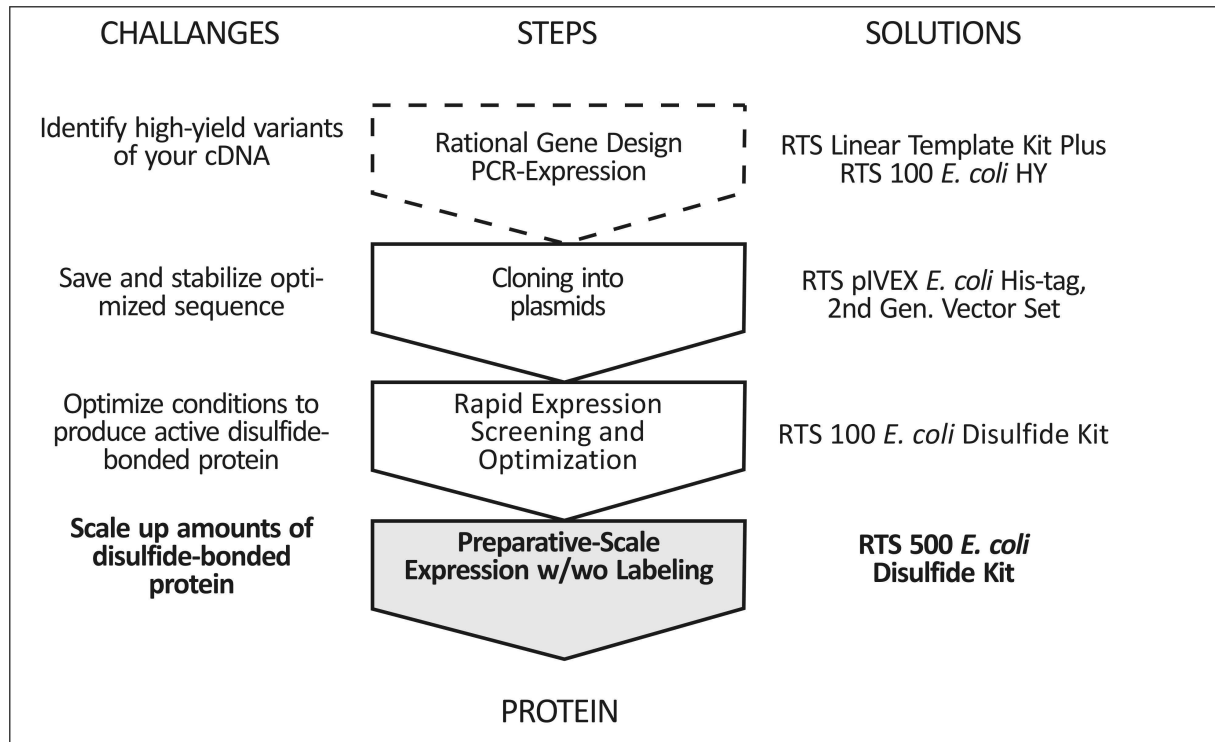 CHALLANGES
STEPS
SOLUTIONS
Identify high-yield variants
of your cDNA
Rational Gene Design
PCR-Expression
RTS Linear Template Kit Plus
RTS 100 E. coli HY
Save and stabilize opti-
mized sequence
Cloning into
plasmids
RTS pIVEX E. coli His-tag,
2nd Gen. Vector Set
Optimize conditions to
produce active disulfide-
bonded protein
Rapid Expression
Screening and
Optimization
RTS 100 E. coli Disulfide Kit
Scale up amounts of
disulfide-bonded
protein
Preparative-Scale
Expression w/wo Labeling
RTS 500 E. coli
Disulfide Kit
PROTEIN